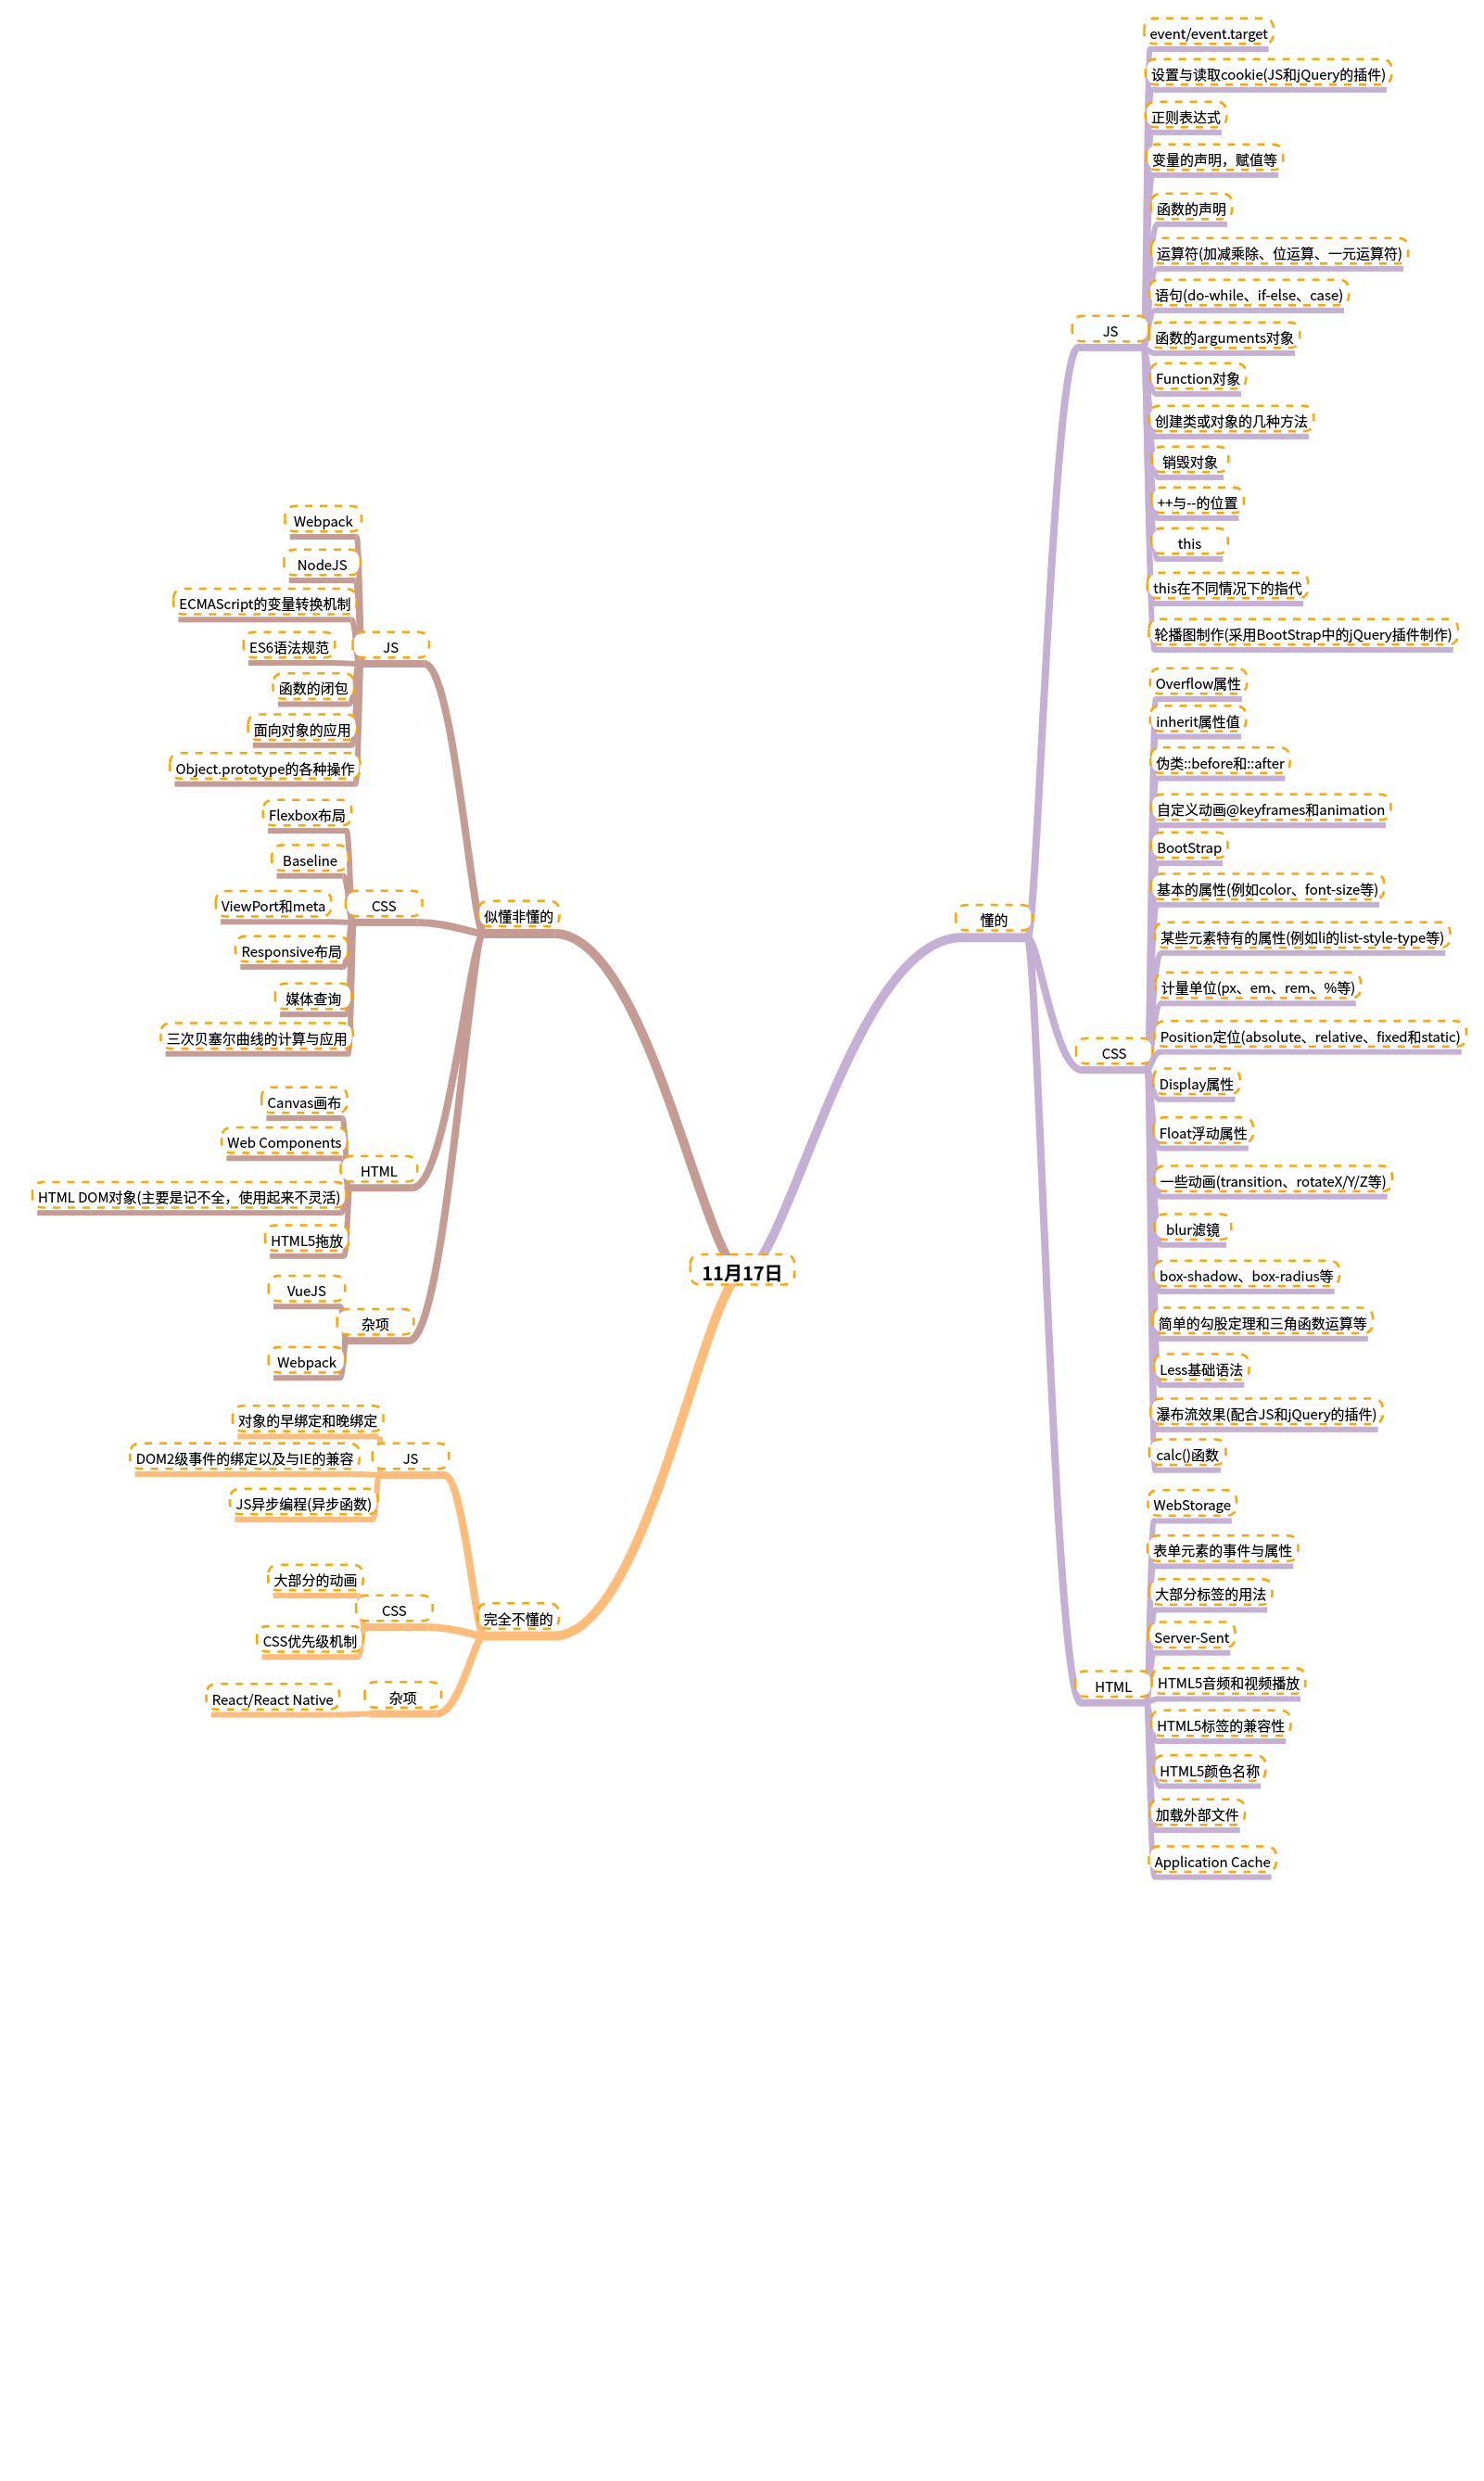 11月17日
懂的
JS
event/event.target
设置与读取cookie(JS和jQuery的插件)
正则表达式
变量的声明，赋值等
函数的声明
运算符(加减乘除、位运算、一元运算符)
语句(do-while、if-else、case)
函数的arguments对象
Function对象
创建类或对象的几种方法
销毁对象
++与--的位置
this
this在不同情况下的指代
轮播图制作(采用BootStrap中的jQuery插件制作)
CSS
Overflow属性
inherit属性值
伪类::before和::after
自定义动画@keyframes和animation
BootStrap
基本的属性(例如color、font-size等)
某些元素特有的属性(例如li的list-style-type等)
计量单位(px、em、rem、%等)
Position定位(absolute、relative、fixed和static)
Display属性
Float浮动属性
一些动画(transition、rotateX/Y/Z等)
blur滤镜
box-shadow、box-radius等
简单的勾股定理和三角函数运算等
Less基础语法
瀑布流效果(配合JS和jQuery的插件)
calc()函数
HTML
WebStorage
表单元素的事件与属性
大部分标签的用法
Server-Sent
HTML5音频和视频播放
HTML5标签的兼容性
HTML5颜色名称
加载外部文件
Application Cache
似懂非懂的
JS
Webpack
NodeJS
ECMAScript的变量转换机制
ES6语法规范
函数的闭包
面向对象的应用
Object.prototype的各种操作
CSS
Flexbox布局
Baseline
ViewPort和meta
Responsive布局
媒体查询
三次贝塞尔曲线的计算与应用
HTML
Canvas画布
Web Components
HTML DOM对象(主要是记不全，使用起来不灵活)
HTML5拖放
杂项
VueJS
Webpack
完全不懂的
JS
对象的早绑定和晚绑定
DOM2级事件的绑定以及与IE的兼容
JS异步编程(异步函数)
CSS
大部分的动画
CSS优先级机制
杂项
React/React Native